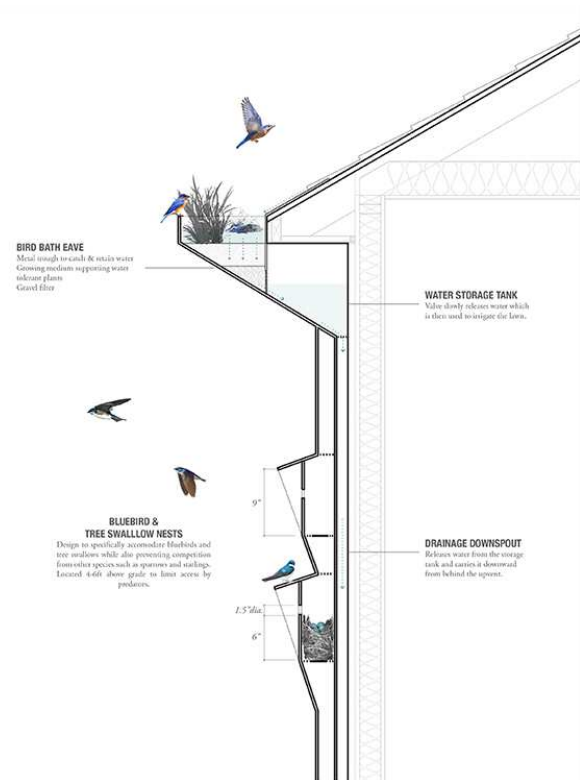 BIRD BATH EAVE
Metal trough to catch & retain water
Growing medium supporting water
tolerant plants
Gravel filter
WATER STORAGE TANK
Valve slowly releases water which
is then used to irrigate the lawn.
9"
BLUEBIRD &
TREE SWALLLOW NESTS
Design to specifically accomodate bluebirds and
tree swallows while also preventing competition
from other species such as sparrows and starlings.
Located 4-6ft above grade to limit access by
predators.
DRAINAGE DOWNSPOUT
Releases water from the storage
tank and carries it downward
from behind the upvent.
1.5"dia.
6"